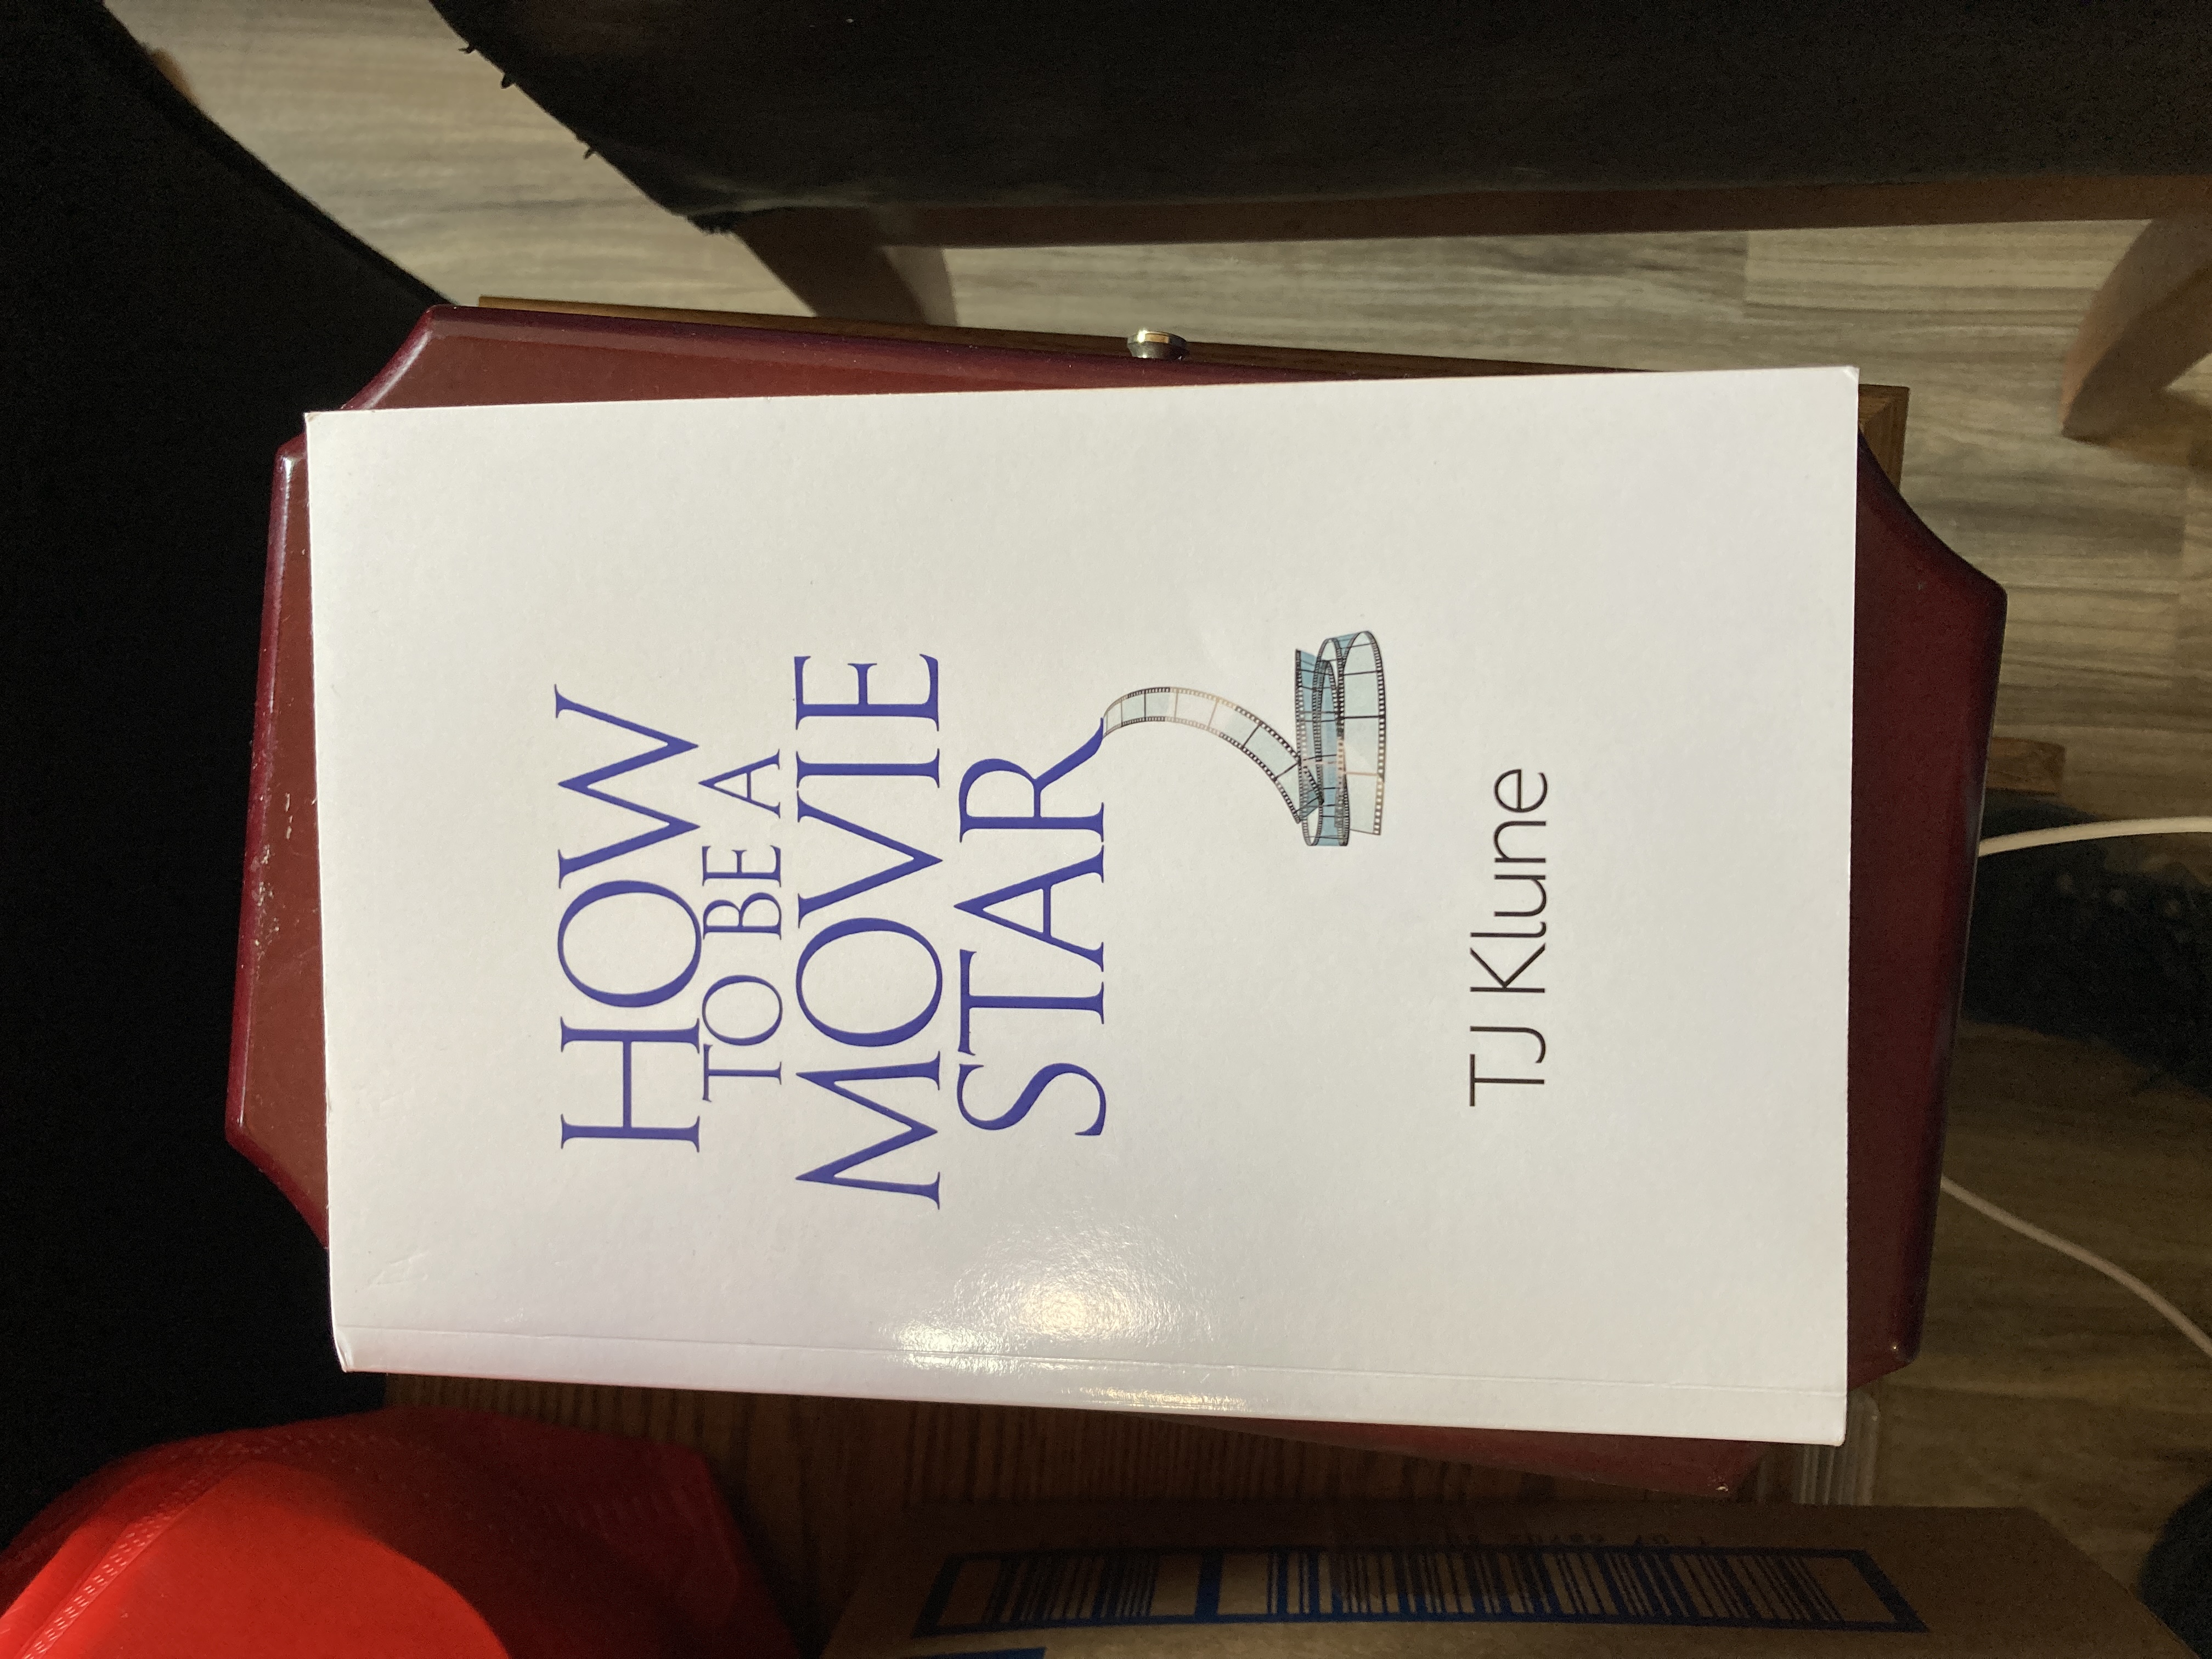 HOW
TO BE A
MOVIE
STAR
TJ Klune